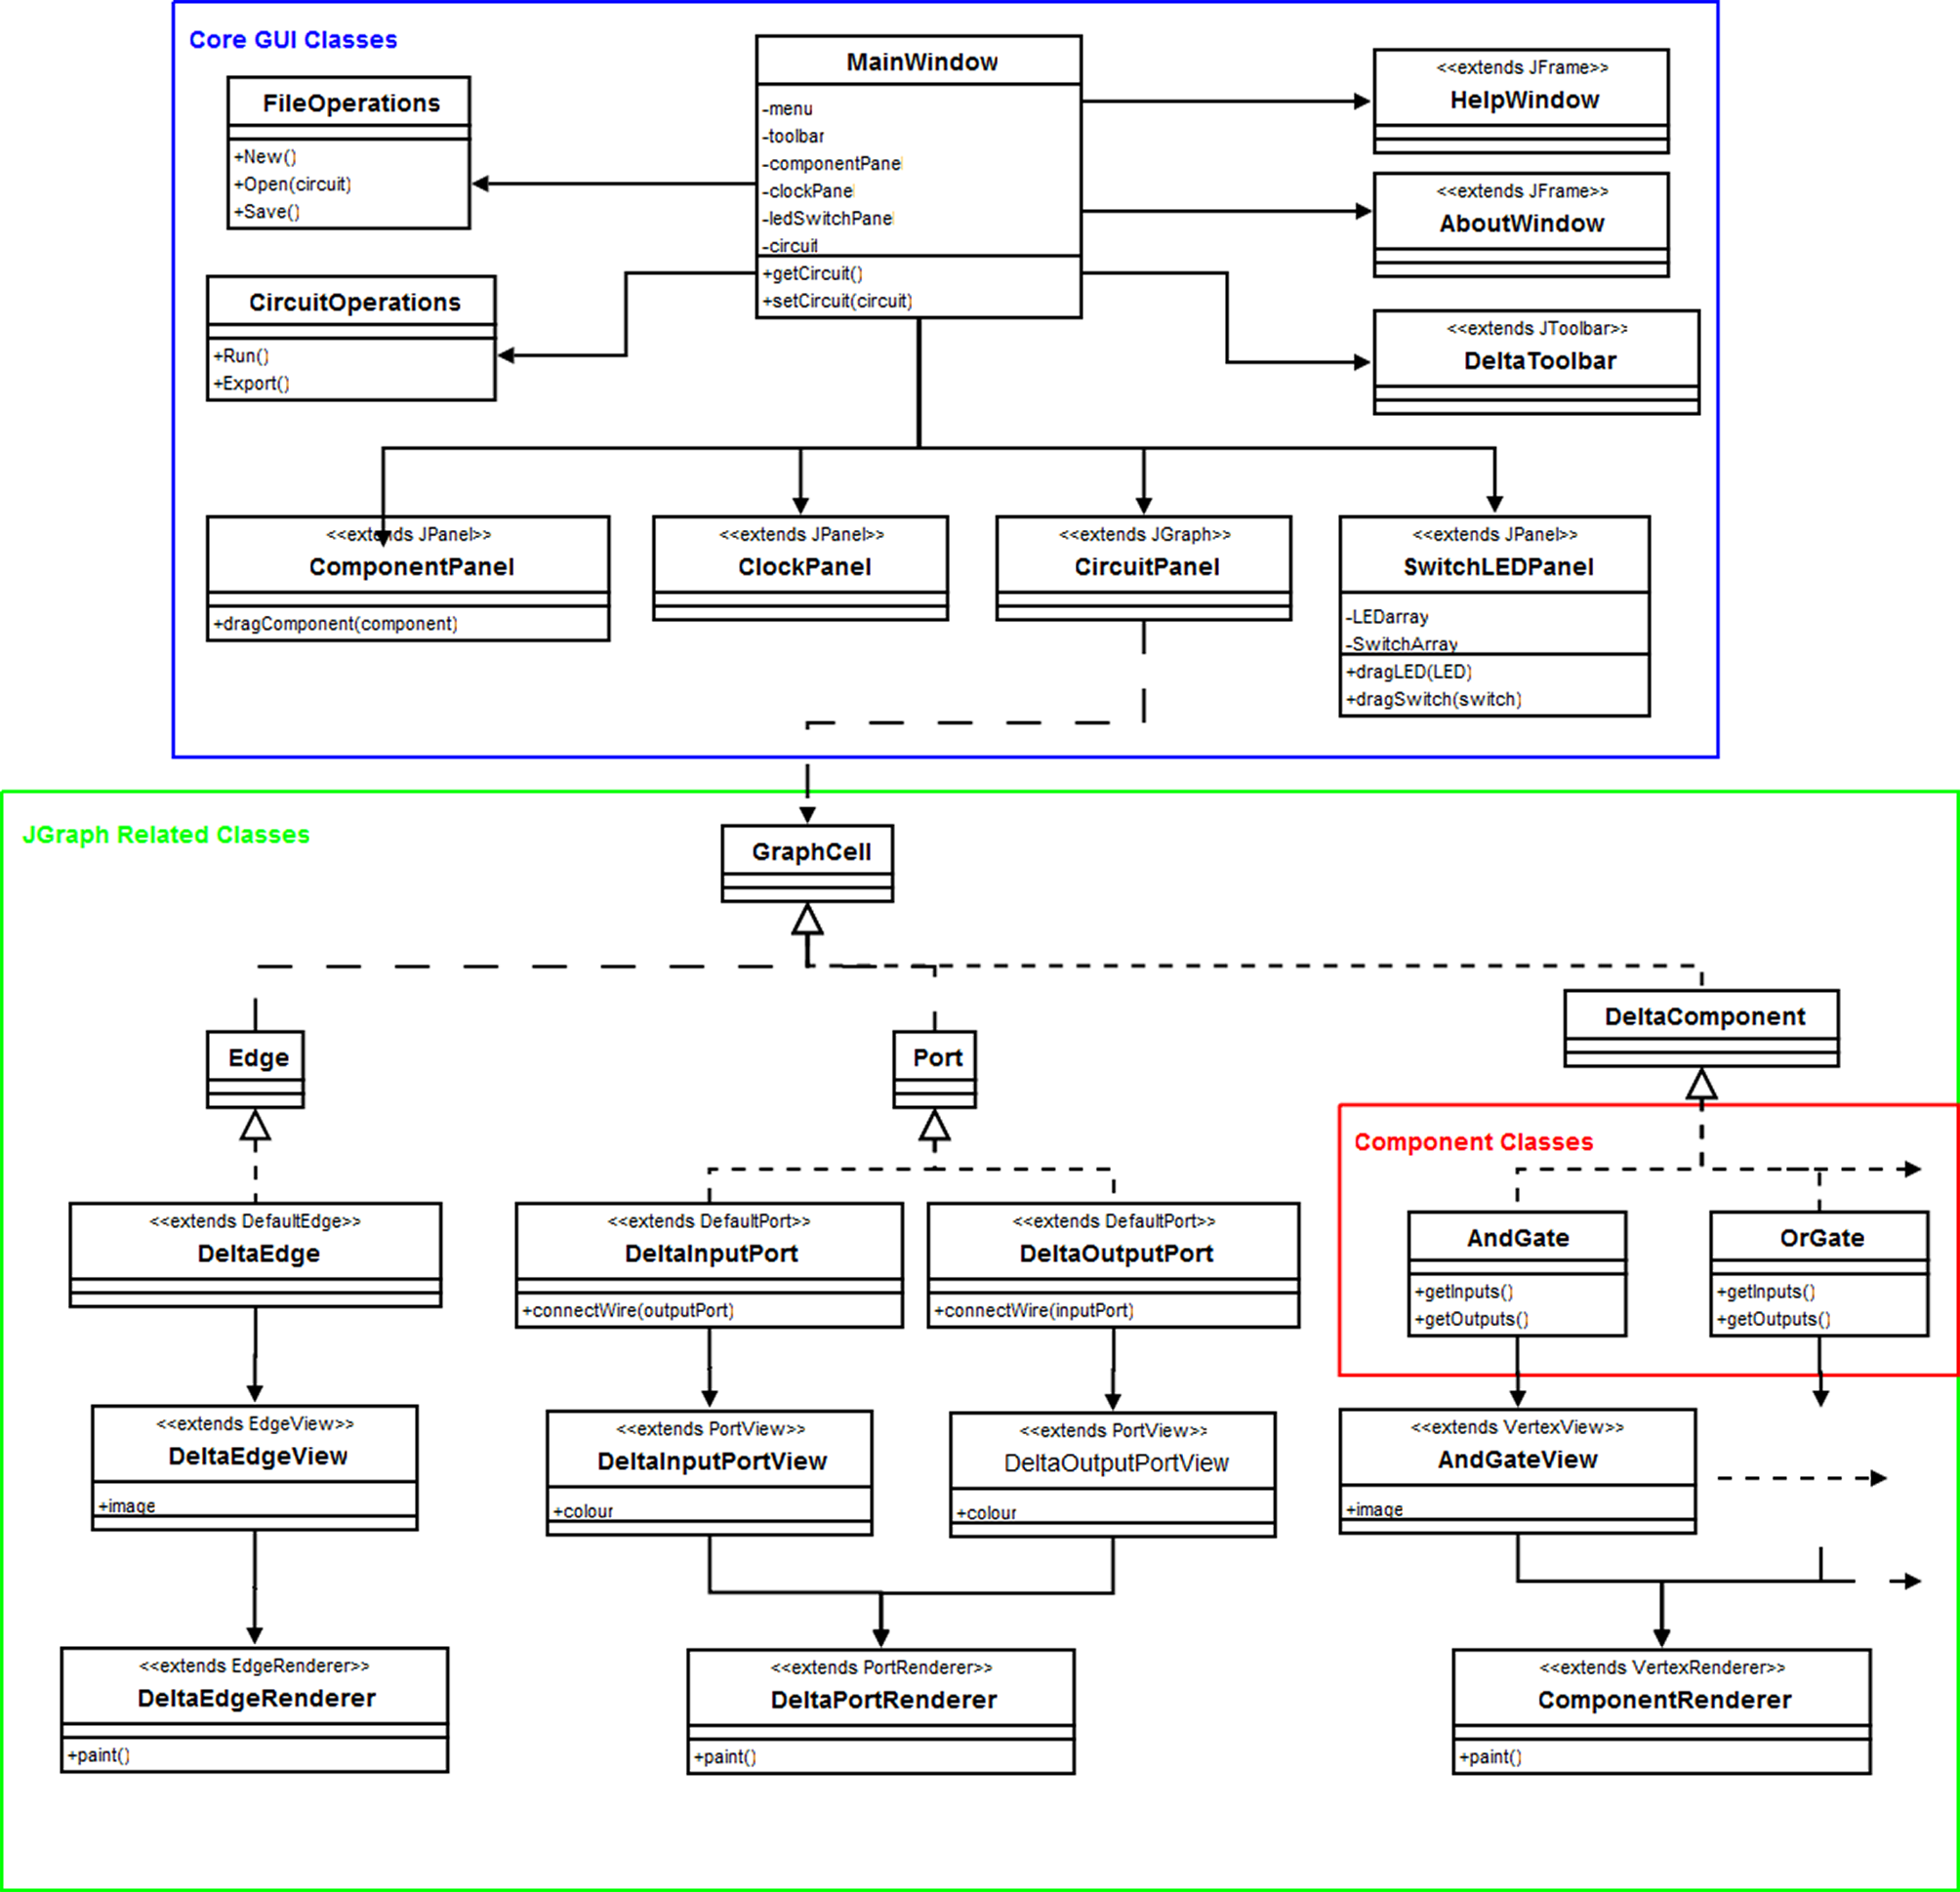 Core GUI Classes
FileOperations
+New()
+Open(circuit)
+Save()
CircuitOperations
+Run()
+Export()
MainWindow
-menu
-toolbar
-componentPanel
-clockPanel
-ledSwitchPanel
-circuit
+getCircuit()
+setCircuit(circuit)
<<extends JFrame>>
HelpWindow
<<extends JFrame>>
AboutWindow
<<extends JToolbar>>
DeltaToolbar
<<extends JPanel>>
ComponentPanel
+dragComponent(component)
<<extends JPanel>>
ClockPanel
<<extends JGraph>>
CircuitPanel
<<extends JPanel>>
SwitchLEDPanel
-LEDarray
-SwitchArray
+dragLED(LED)
+dragSwitch(switch)
JGraph Related Classes
GraphCell
Edge
Port
DeltaComponent
Component Classes
<<extends DefaultEdge>>
DeltaEdge
<<extends DefaultPort>>
DeltaInputPort
+connectWire(outputPort)
<<extends DefaultPort>>
DeltaOutputPort
+connectWire(inputPort)
AndGate
+getInputs()
+getOutputs()
OrGate
+getInputs()
+getOutputs()
<<extends EdgeView>>
DeltaEdgeView
+image
<<extends PortView>>
DeltaInputPortView
+colour
<<extends PortView>>
DeltaOutputPortView
+colour
<<extends VertexView>>
AndGateView
+image
<<extends EdgeRenderer>>
DeltaEdgeRenderer
+paint()
<<extends PortRenderer>>
DeltaPortRenderer
+paint()
<<extends VertexRenderer>>
ComponentRenderer
+paint()